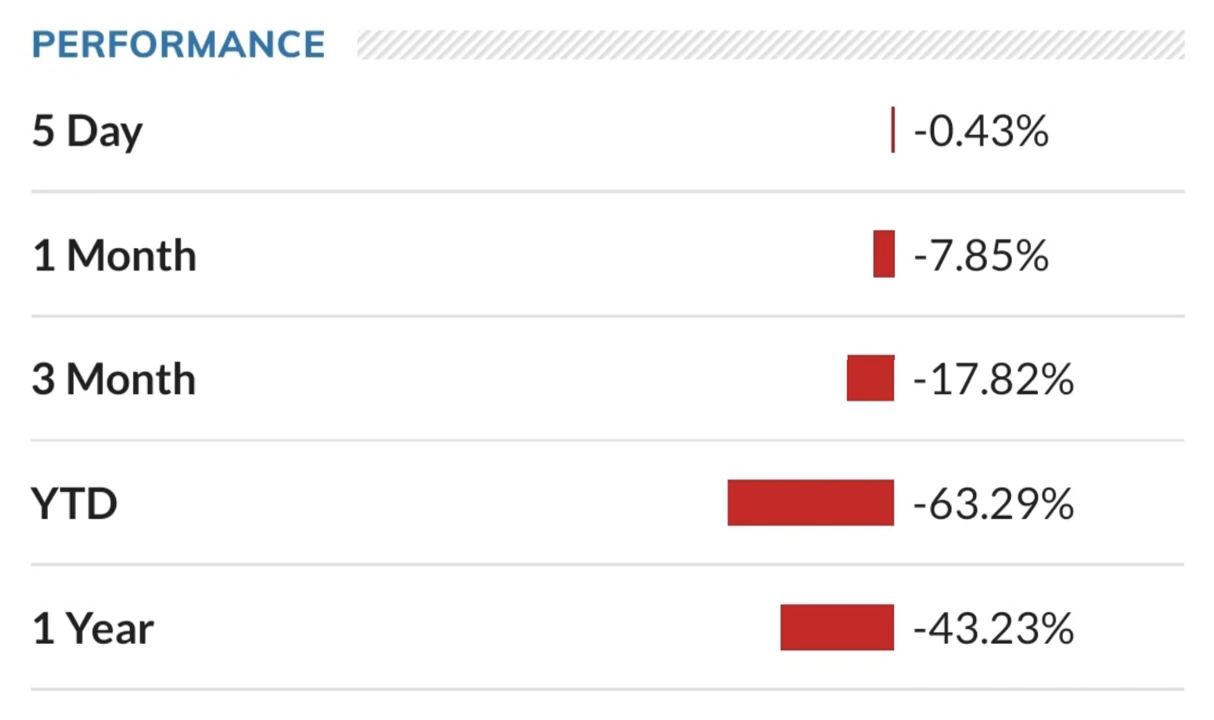 PERFORMANCE
5 Day -0.43%
1 Month -7.85%
3 Month -17.82%
YTD -63.29%
1 Year -43.23%